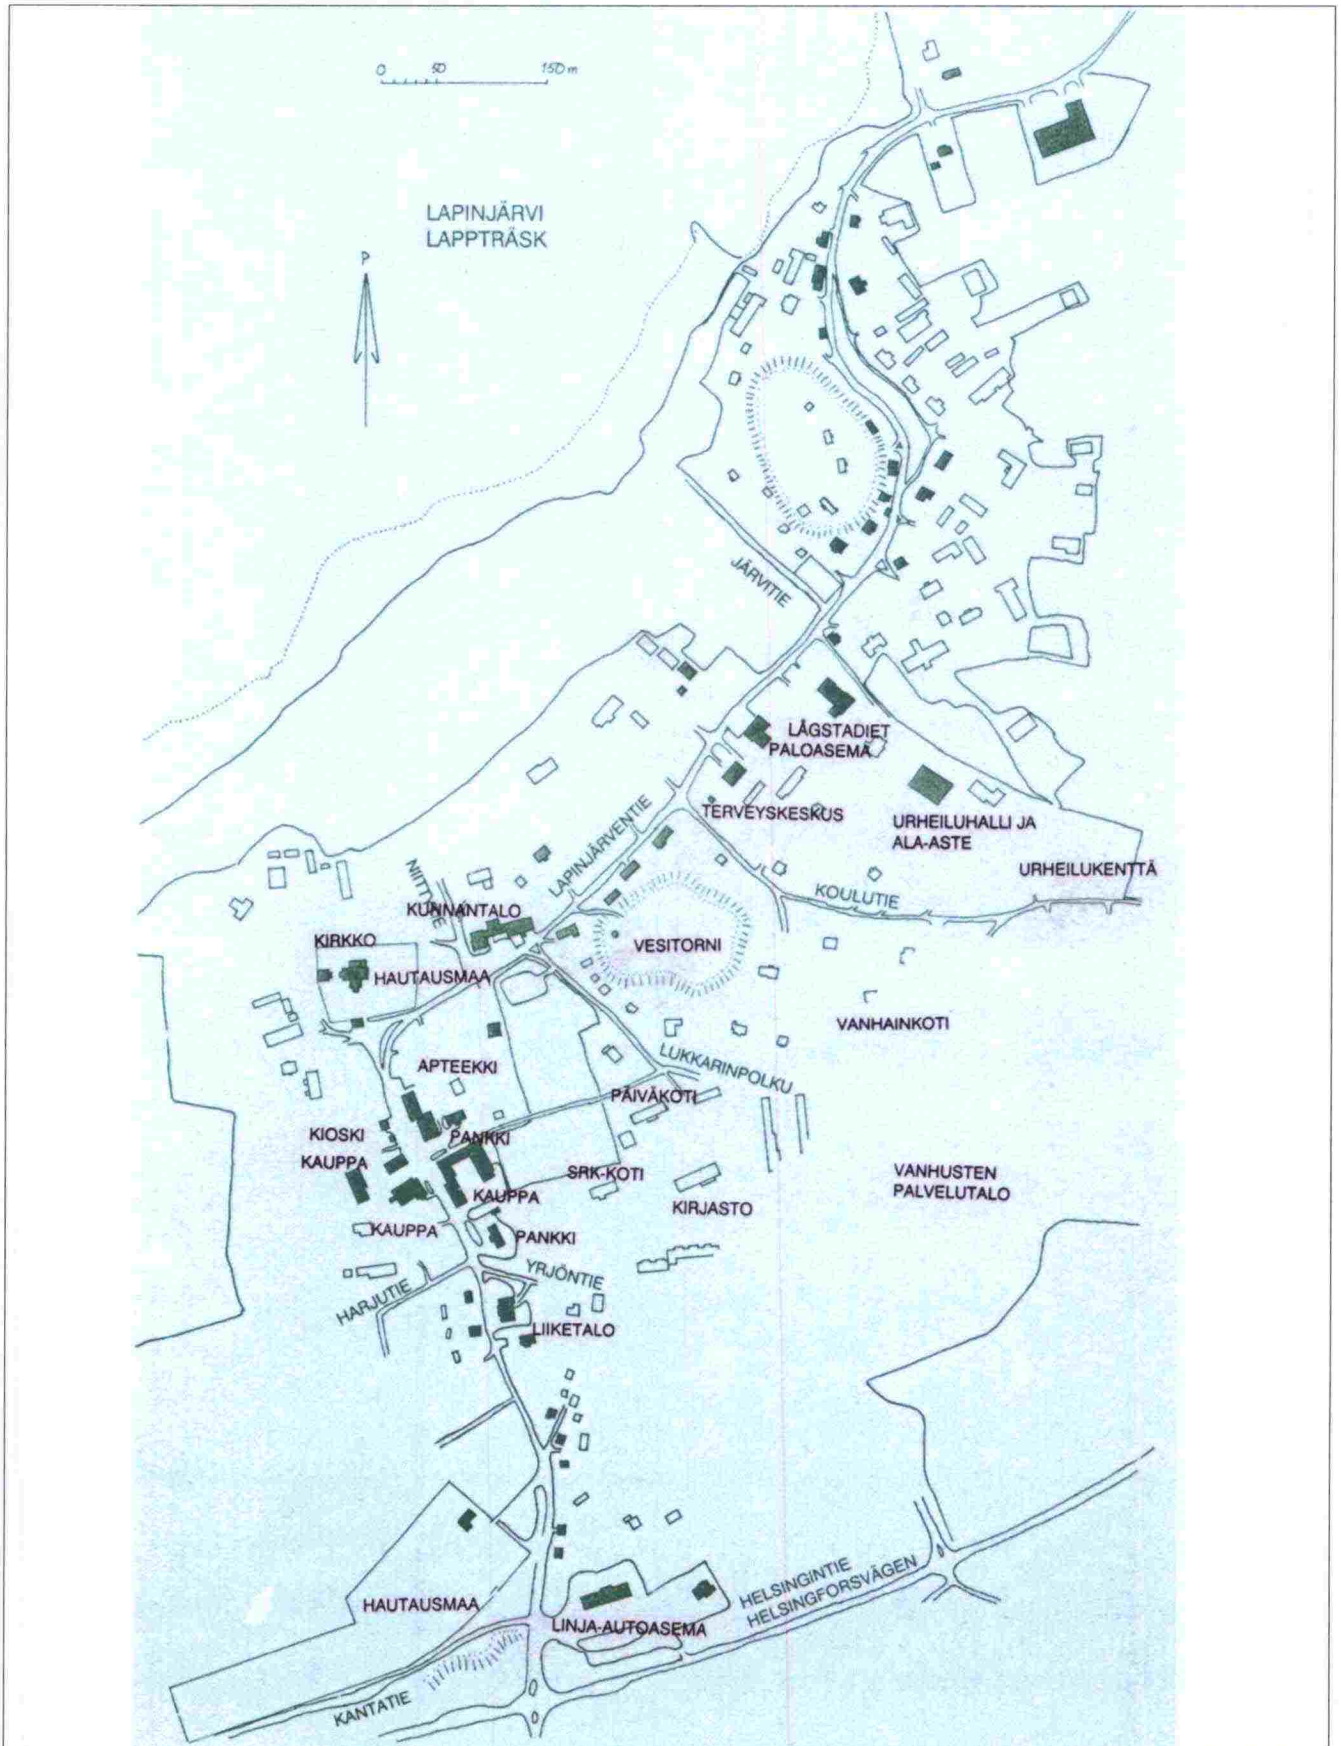 0 50 150 m
LAPINJÄRVI
LAPPTRÄSK
P
JÄRVITIE
LÅGSTADIET
PALOASEMA
TERVEYSKESKUS
URHEILUHALLI JA
ALA-ASTE
URHEILUKENTTÄ
LAPINJÄRVENTIE
KOULUTIE
KUNNANTALO
KIRKKO
VESITORNI
HAUTAUSMAA
VANHAINKOTI
LUKKARINPOLKU
APTEEKKI
PÄIVÄKOTI
KIOSKI
PANKKI
KAUPPA
SRK-KOTI
VANHUSTEN
PALVELUTALO
KAUPPA
KIRJASTO
KAUPPA
PANKKI
YRJÖNTIE
HARJUTIE
LIIKETALO
HELSINGINTIE
HELSINGFORSVÄGEN
HAUTAUSMAA
LINJA-AUTOASEMA
KANTATIE